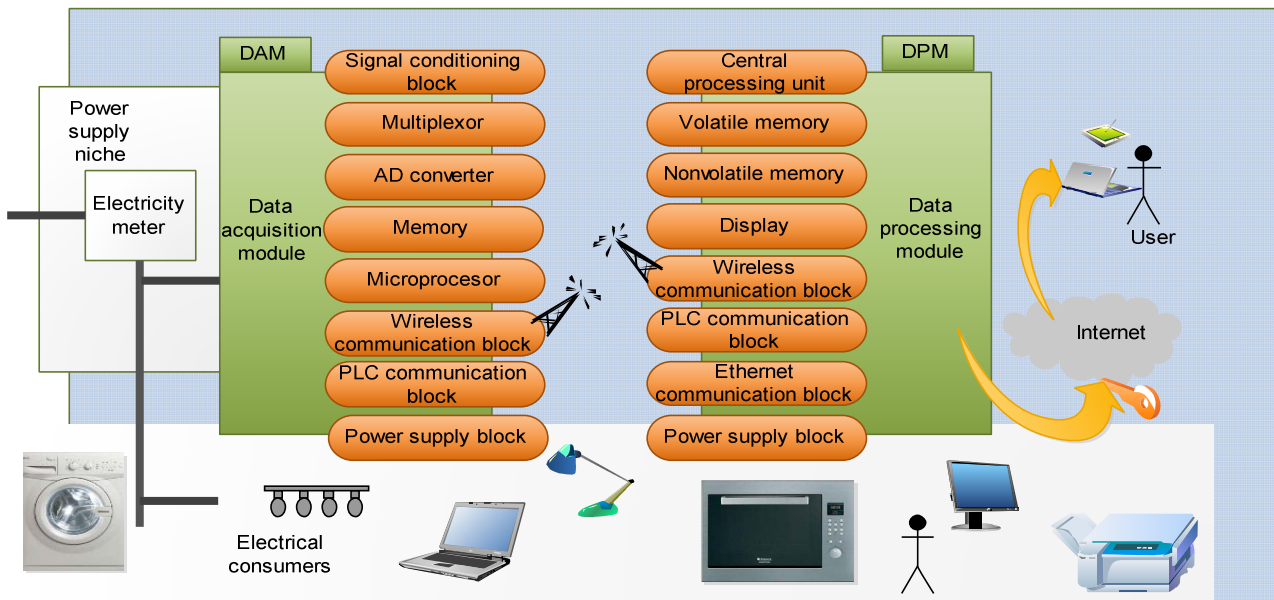 DAM
DPM
Power
supply
niche
Electricity
meter
Data
acquisition
module
Signal conditioning
block
Multiplexor
AD converter
Memory
Microprocesor
Wireless
communication block
PLC communication
block
Power supply block
Central
processing unit
Volatile memory
Nonvolatile memory
Display
Wireless
communication block
PLC communication
block
Ethernet
communication block
Power supply block
Data
processing
module
User
Internet
Electrical
consumers